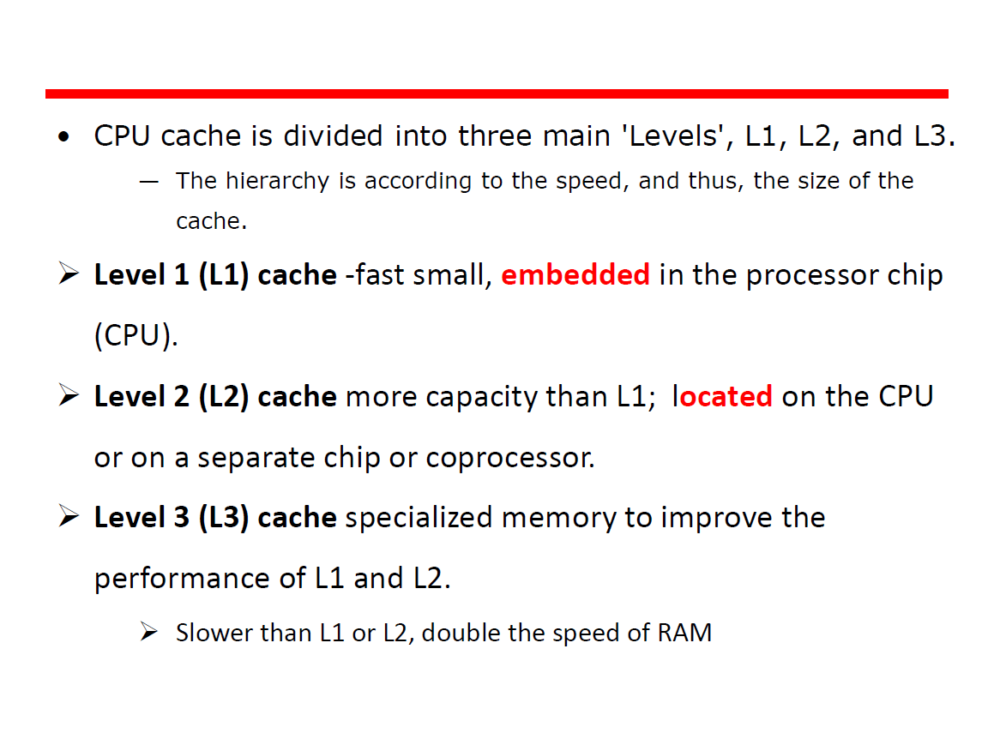 • CPU cache is divided into three main 'Levels', L1, L2, and L3.
— The hierarchy is according to the speed, and thus, the size of the
cache.
➢ Level 1 (L1) cache -fast small, embedded in the processor chip
(CPU).
➢ Level 2 (L2) cache more capacity than L1;  located on the CPU
or on a separate chip or coprocessor.
➢ Level 3 (L3) cache specialized memory to improve the
performance of L1 and L2.
➢ Slower than L1 or L2, double the speed of RAM